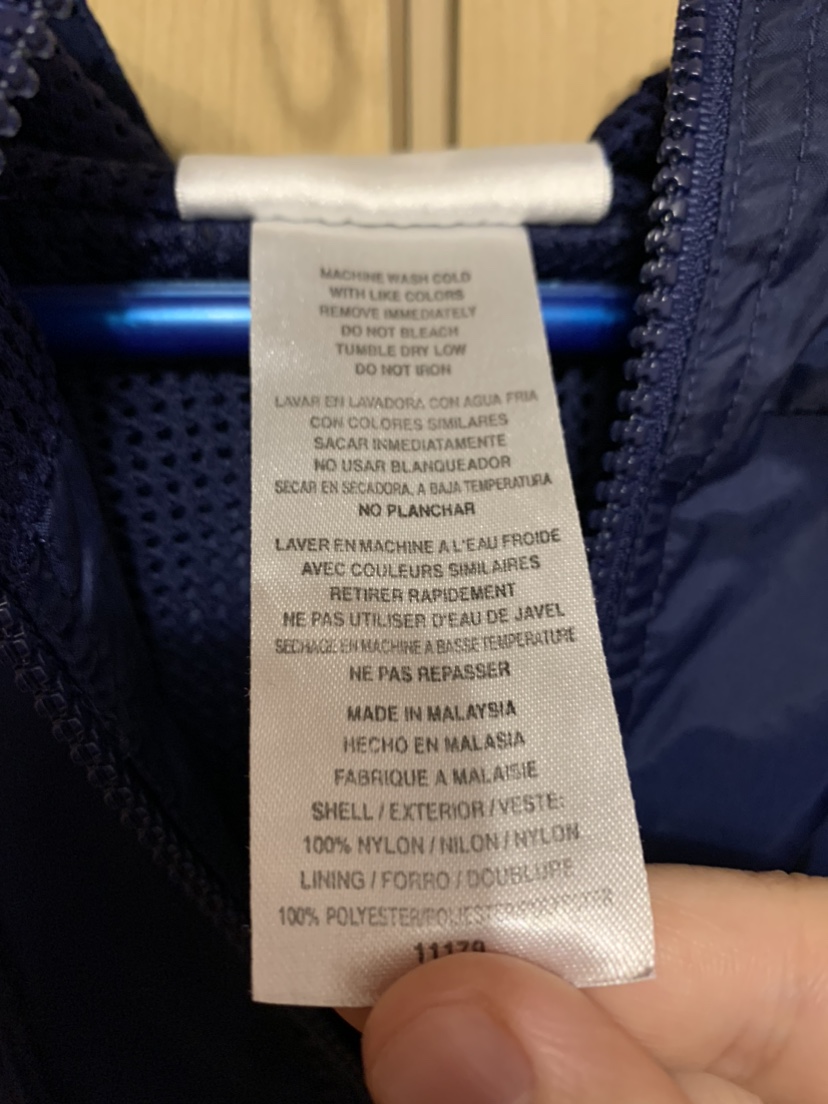 MACHINE WASH COLD
WITH LIKE COLORS
REMOVE IMMEDIATELY
DO NOT BLEACH
TUMBLE DRY LOW
DO NOT IRON
LAVAR EN LAVADORA CON AGUA FRIA
CON COLORES SIMILARES
SACAR INMEDIATAMENTE
NO USAR BLANQUEADOR
SECAR EN SECADORA, A BAJA TEMPERATURA
NO PLANCHAR
LAVER EN MACHINE A L'EAU FROIDE
AVEC COULEURS SIMILAIRES
RETIRER RAPIDEMENT
NE PAS UTILISER D'EAU DE JAVEL
SECHAGE EN MACHINE A BASSE TEMPERATURE
NE PAS REPASSER
MADE IN MALAYSIA
HECHO EN MALASIA
FABRIQUE A MALAISIE
SHELL / EXTERIOR / VESTE:
100% NYLON / NILON / NYLON
LINING / FORRO / DOUBLURE
100% POLYESTER/POLIESTER/POLYESTER